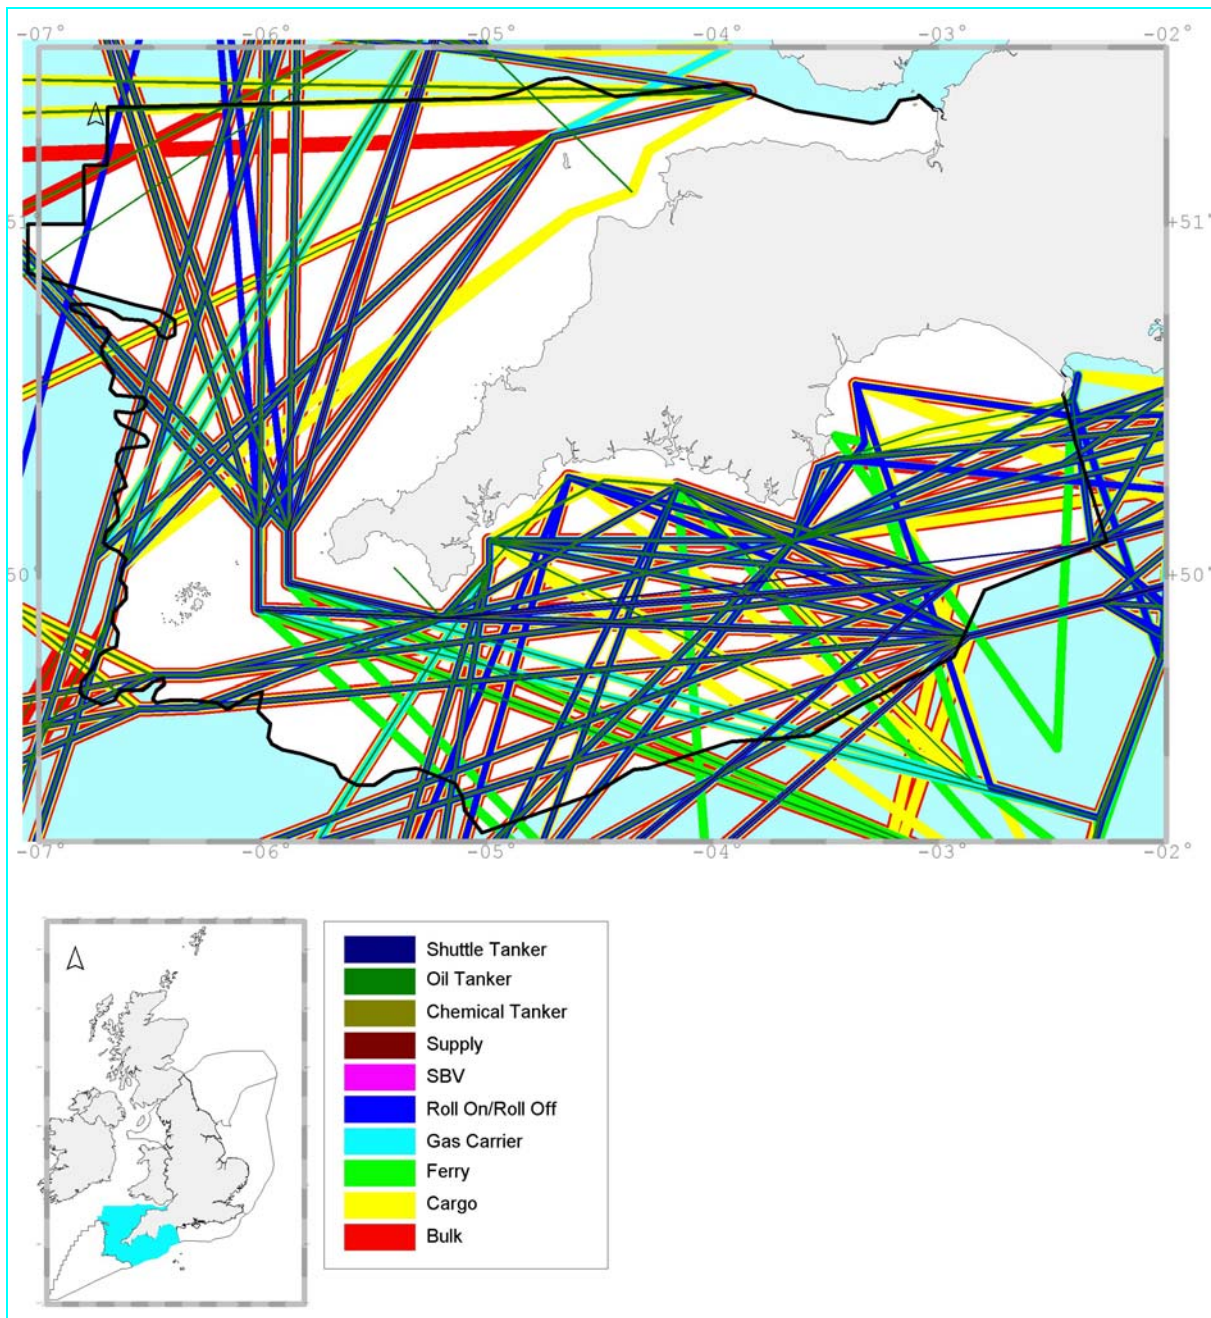 -07° -06° -05° -04° -03° -02°
51° +51°
50° +50°
-07° -06° -05° -04° -03° -02°
Shuttle Tanker
Oil Tanker
Chemical Tanker
Supply
SBV
Roll On/Roll Off
Gas Carrier
Ferry
Cargo
Bulk